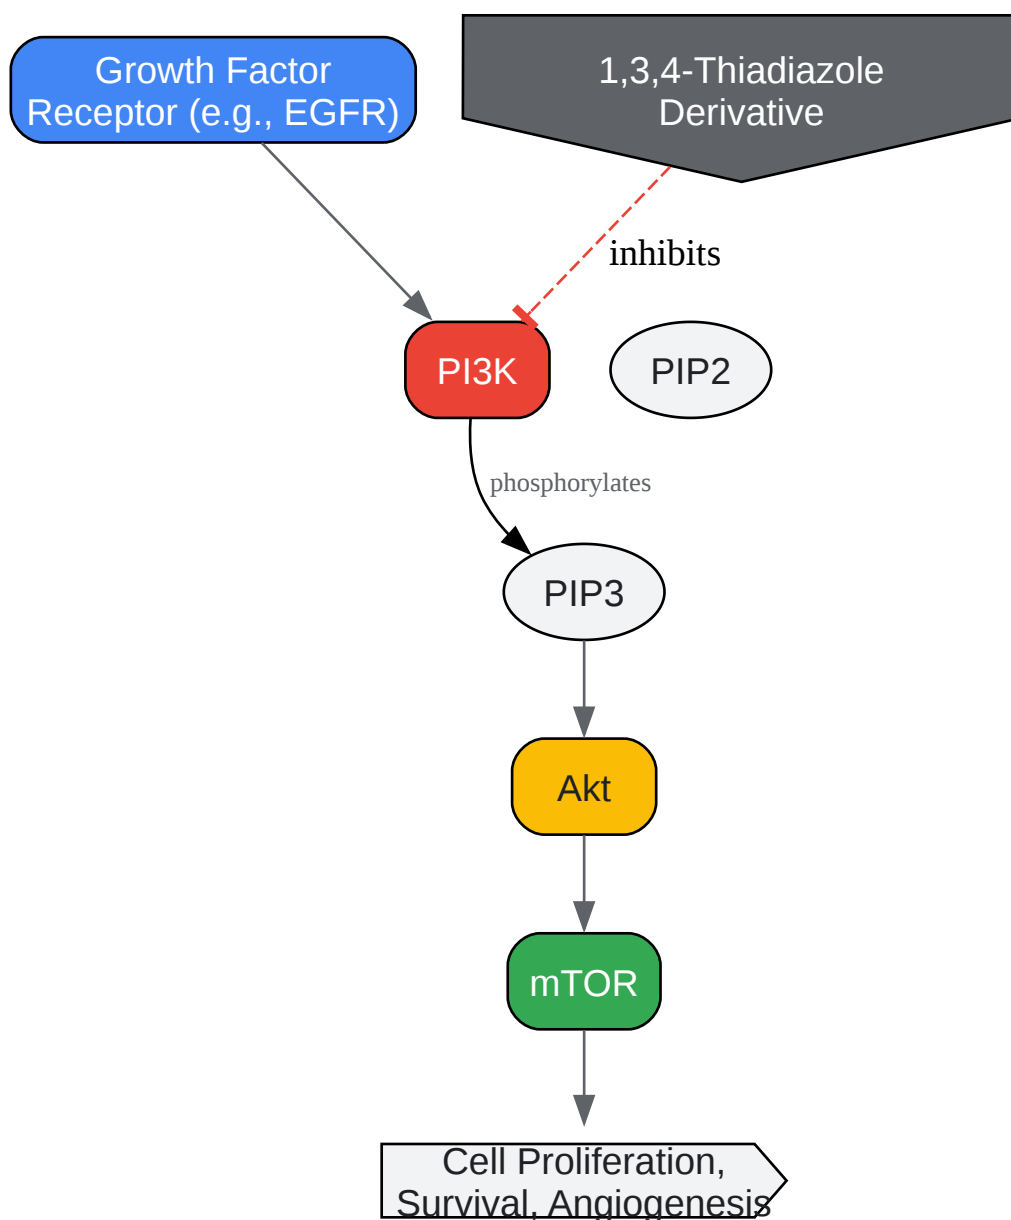 Growth Factor
Receptor (e.g., EGFR)
1,3,4-Thiadiazole
Derivative
inhibits
PI3K
PIP2
phosphorylates
PIP3
Akt
mTOR
Cell Proliferation,
Survival, Angiogenesis